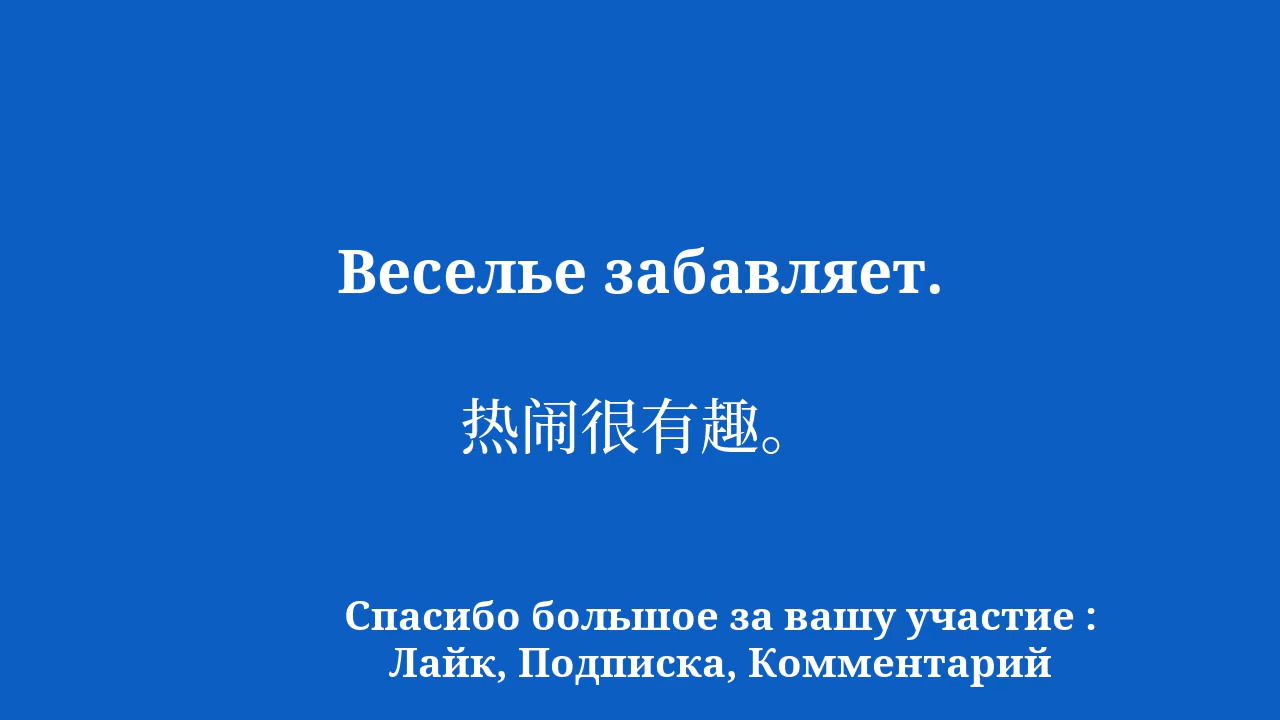 Веселье забавляет.
热闹很有趣。
Спасибо большое за вашу участие :
Лайк, Подписка, Комментарий